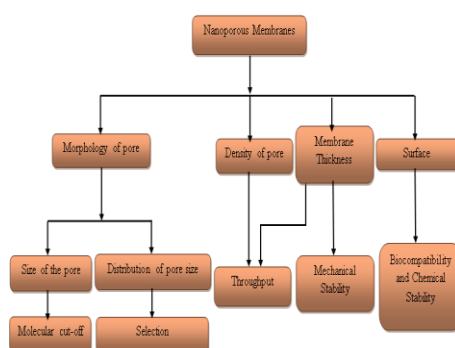 Nanoporous Membranes
Morphology of pore
Density of pore
Membrane
Thickness
Surface
Size of the pore
Distribution of pore size
Throughput
Mechanical
Stability
Biocompatibility
and Chemical
Stability
Molecular cut-off
Selection